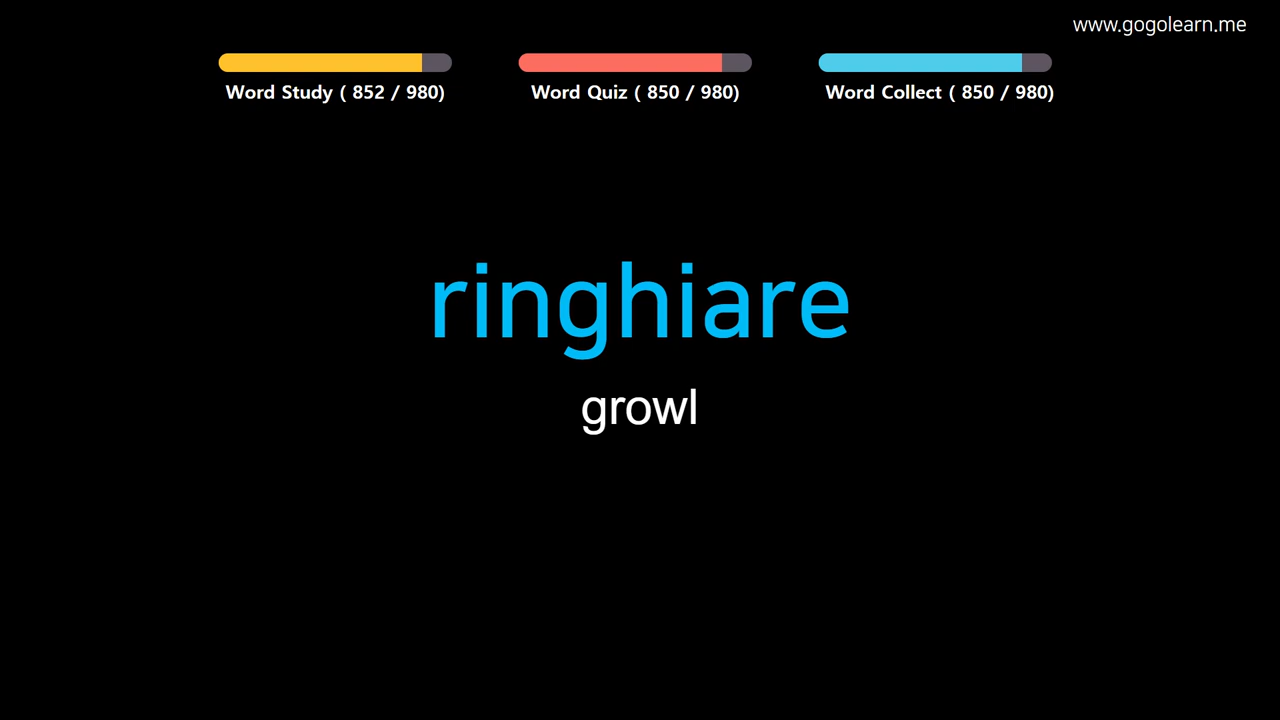 www.gogolearn.me
Word Study ( 852 / 980)
Word Quiz ( 850 / 980)
Word Collect ( 850 / 980)
ringhiare
growl